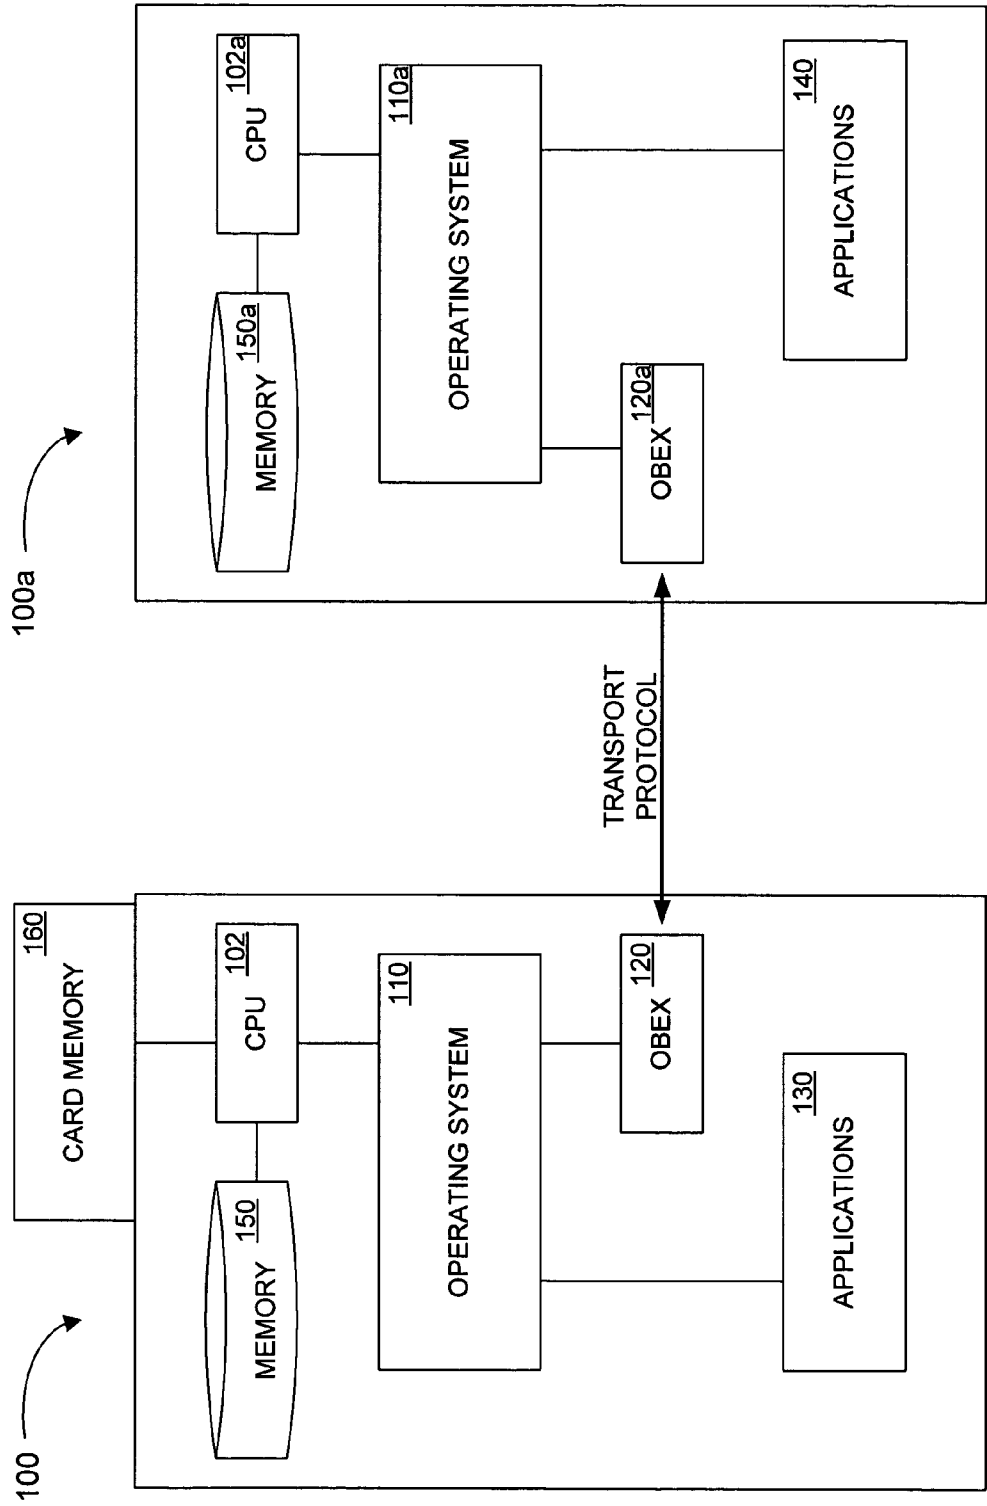 100
CARD MEMORY
160
MEMORY
150
CPU
102
OPERATING SYSTEM
110
OBEX
120
APPLICATIONS
130
TRANSPORT
PROTOCOL
100a
MEMORY
150a
CPU
102a
OPERATING SYSTEM
110a
OBEX
120a
APPLICATIONS
140